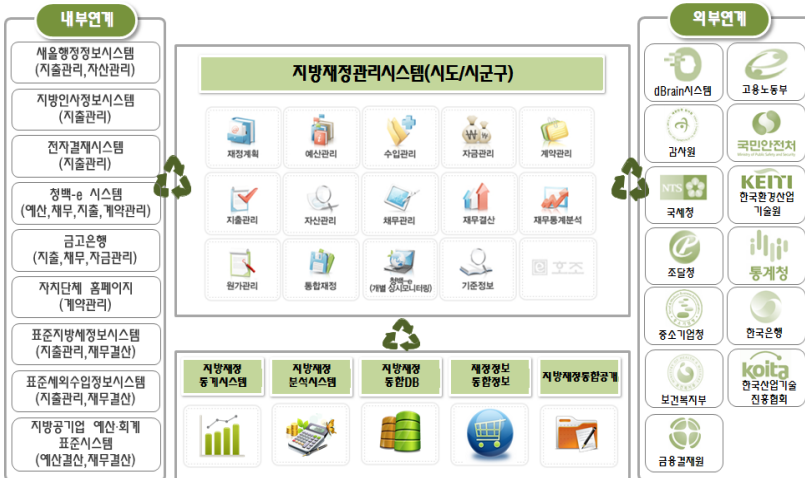 내부연계
새올행정정보시스템
(지출관리,자산관리)
지방인사정보시스템
(지출관리)
전자결재시스템
(지출관리)
청백-e 시스템
(예산,재무,지출,계약관리)
금고은행
(지출,채무,자금관리)
자치단체 홈페이지
(계약관리)
표준지방세정보시스템
(지출관리,재무결산)
표준세외수입정보시스템
(지출관리,재무결산)
지방공기업 예산·회계
표준시스템
(예산결산,재무결산)
지방재정관리시스템(시도/시군구)
재정계획
예산관리
수입관리
자금관리
계약관리
지출관리
자산관리
채무관리
재무결산
재무통계분석
원가관리
통합재정
청백-e
(개별 상시모니터링)
기준정보
e호조
지방재정
통계시스템
지방재정
분석시스템
지방재정
통합DB
재정정보
통합정보
지방재정통합공개
외부연계
dBrain시스템
고용노동부
감사원
국민안전처
NTS
국세청
KEITI
한국환경산업
기술원
조달청
통계청
중소기업청
한국은행
보건복지부
koita
한국산업기술
진흥협회
금융결재원